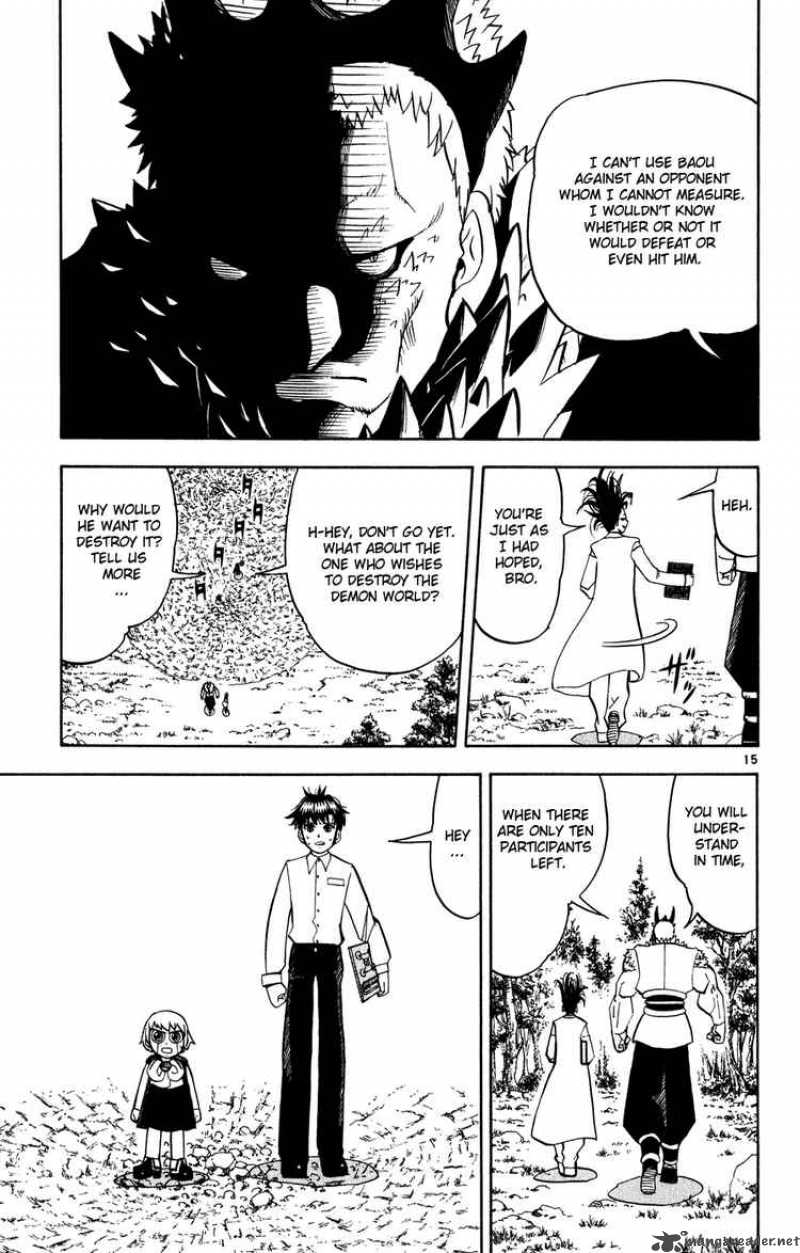 I CAN'T USE BAOU
AGAINST AN OPPONENT
WHOM I CANNOT MEASURE.
I WOULDN'T KNOW
WHETHER OR NOT IT
WOULD DEFEAT OR
EVEN HIT HIM.
HEH.
YOU'RE
JUST AS
I HAD
HOPED,
BRO.
ザッ
H-HEY, DON'T GO YET.
WHAT ABOUT THE
ONE WHO WISHES
TO DESTROY THE
DEMON WORLD?
WHY WOULD
HE WANT TO
DESTROY IT?
TELL US
MORE
...
15
YOU WILL
UNDER-
STAND
IN TIME,
WHEN THERE
ARE ONLY TEN
PARTICIPANTS
LEFT.
HEY
...
mangareader.net